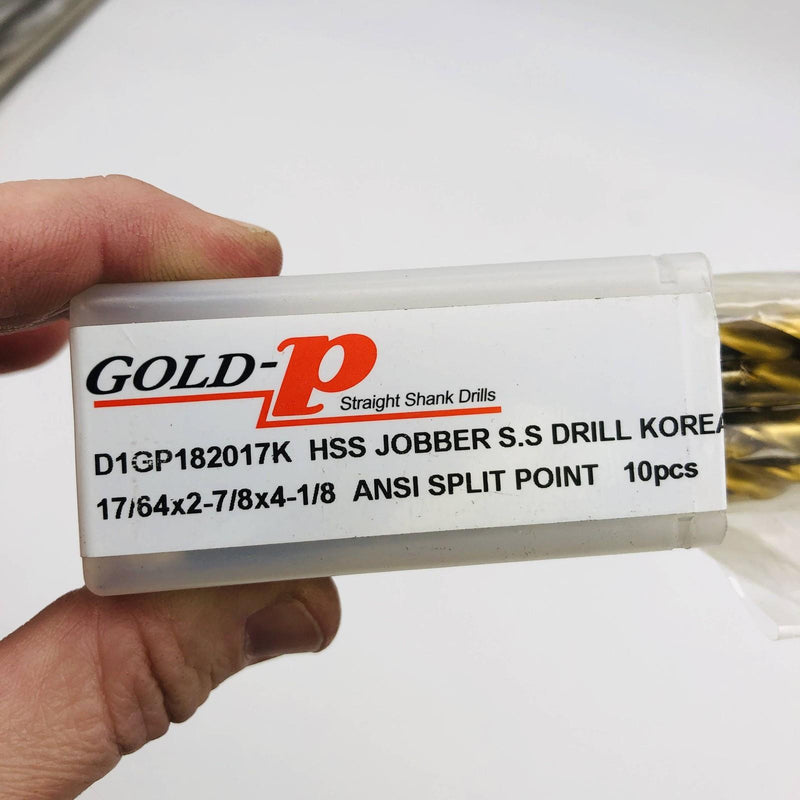 GOLD-P
Straight Shank Drills
D1GP182017K HSS JOBBER S.S DRILL KOREA
17/64x2-7/8x4-1/8 ANSI SPLIT POINT 10pcs